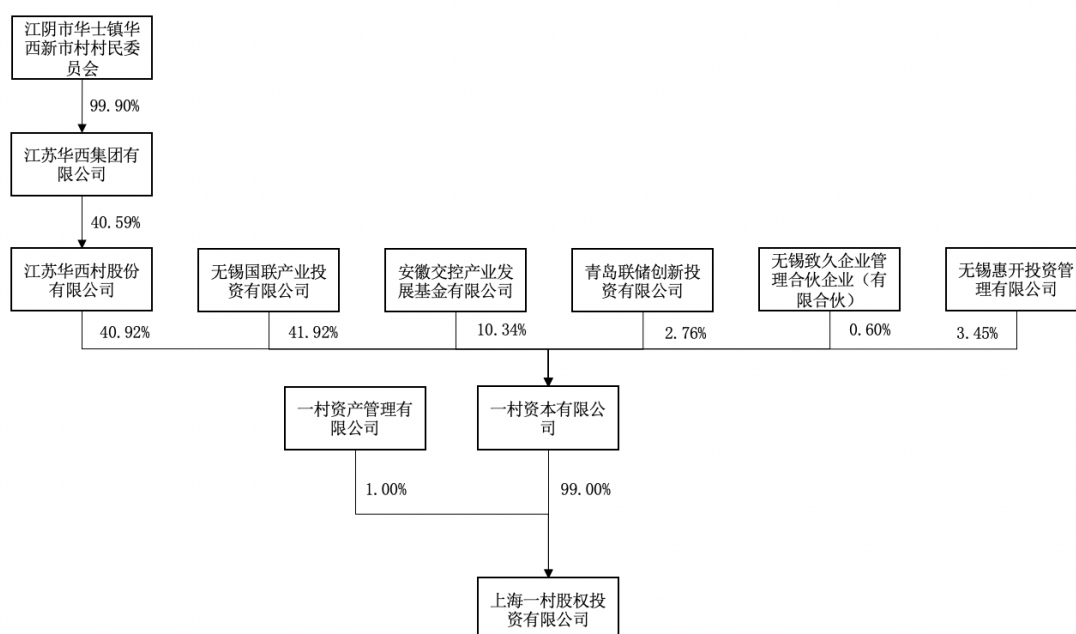 江阴市华士镇华
西新市村村民委
员会
99.90%
江苏华西集团有
限公司
40.59%
江苏华西村股份
有限公司
无锡国联产业投
资有限公司
安徽交控产业发
展基金有限公司
青岛联储创新投
资有限公司
无锡致久企业管
理合伙企业（有
限合伙）
无锡惠开投资管
理有限公司
40.92%
41.92%
10.34%
2.76%
0.60%
3.45%
一村资产管理有
限公司
一村资本有限公
司
1.00%
99.00%
上海一村股权投
资有限公司